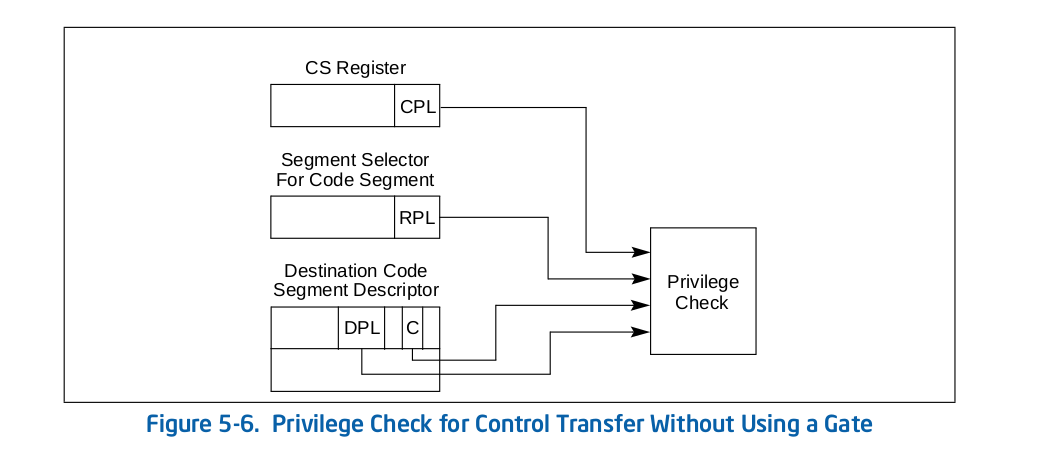 CS Register
CPL
Segment Selector
For Code Segment
RPL
Destination Code
Segment Descriptor
DPL
C
Privilege
Check
Figure 5-6. Privilege Check for Control Transfer Without Using a Gate